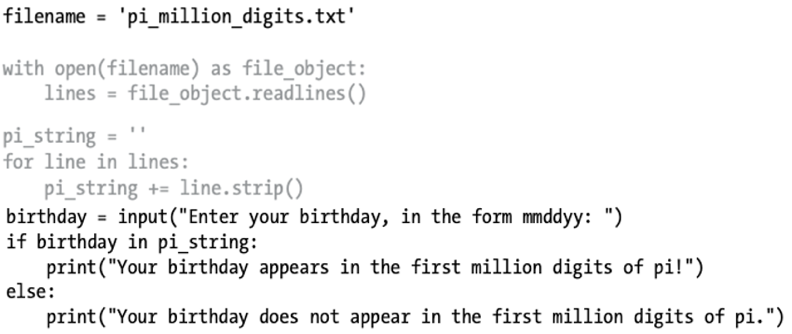 filename = 'pi_million_digits.txt'
with open(filename) as file_object:
    lines = file_object.readlines()
pi_string = ''
for line in lines:
    pi_string += line.strip()
birthday = input("Enter your birthday, in the form mmddyy: ")
if birthday in pi_string:
    print("Your birthday appears in the first million digits of pi!")
else:
    print("Your birthday does not appear in the first million digits of pi.")